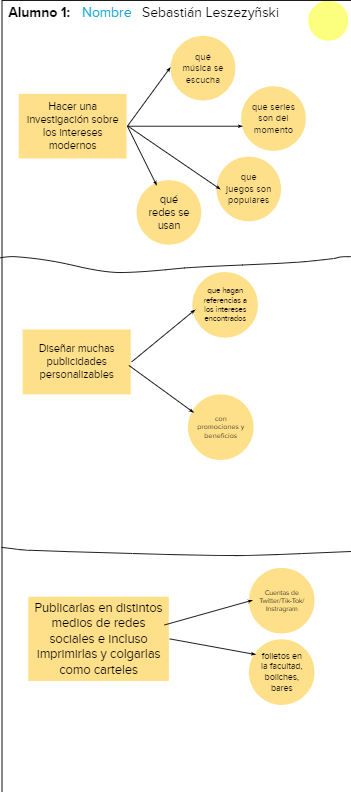 Alumno 1: Nombre Sebastián Leszezyñski
qué
música se
escucha
Hacer una
investigación sobre
los intereses
modernos
que series
son del
momento
que
juegos son
populares
qué
redes se
usan
que hagan
referencias a
los intereses
encontrados
Diseñar muchas
publicidades
personalizables
con
promociones y
beneficios
Publicarlas en distintos
medios de redes
sociales e incluso
imprimirlas y colgarlas
como carteles
Cuentas de
Twitter/Tik-Tok/
Instragram
folletos en
la facultad,
boliches,
bares